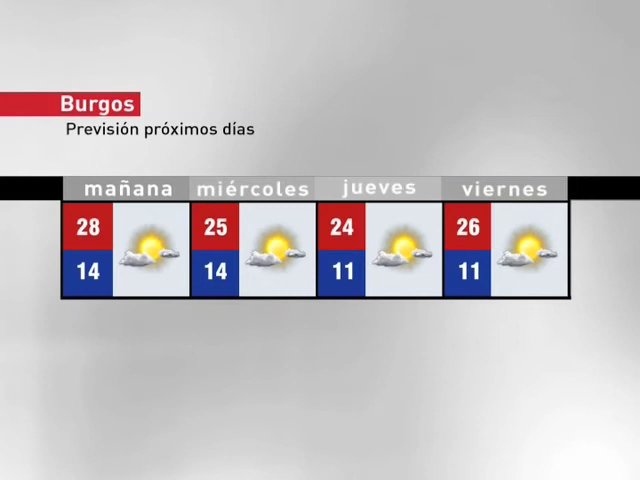 Burgos
Previsión próximos días
mañana miércoles jueves viernes
28 25 24 26
14 14 11 11